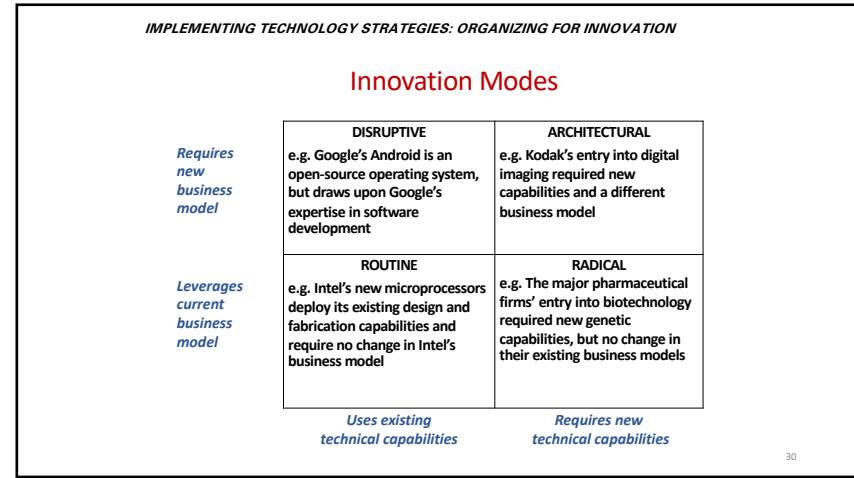 IMPLEMENTING TECHNOLOGY STRATEGIES: ORGANIZING FOR INNOVATION
Innovation Modes
Requires
new
business
model
DISRUPTIVE
e.g. Google’s Android is an
open-source operating system,
but draws upon Google’s
expertise in software
development
ARCHITECTURAL
e.g. Kodak’s entry into digital
imaging required new
capabilities and a different
business model
Leverages
current
business
model
ROUTINE
e.g. Intel’s new microprocessors
deploy its existing design and
fabrication capabilities and
require no change in Intel’s
business model
RADICAL
e.g. The major pharmaceutical
firms’ entry into biotechnology
required new genetic
capabilities, but no change in
their existing business models
Uses existing
technical capabilities
Requires new
technical capabilities
30